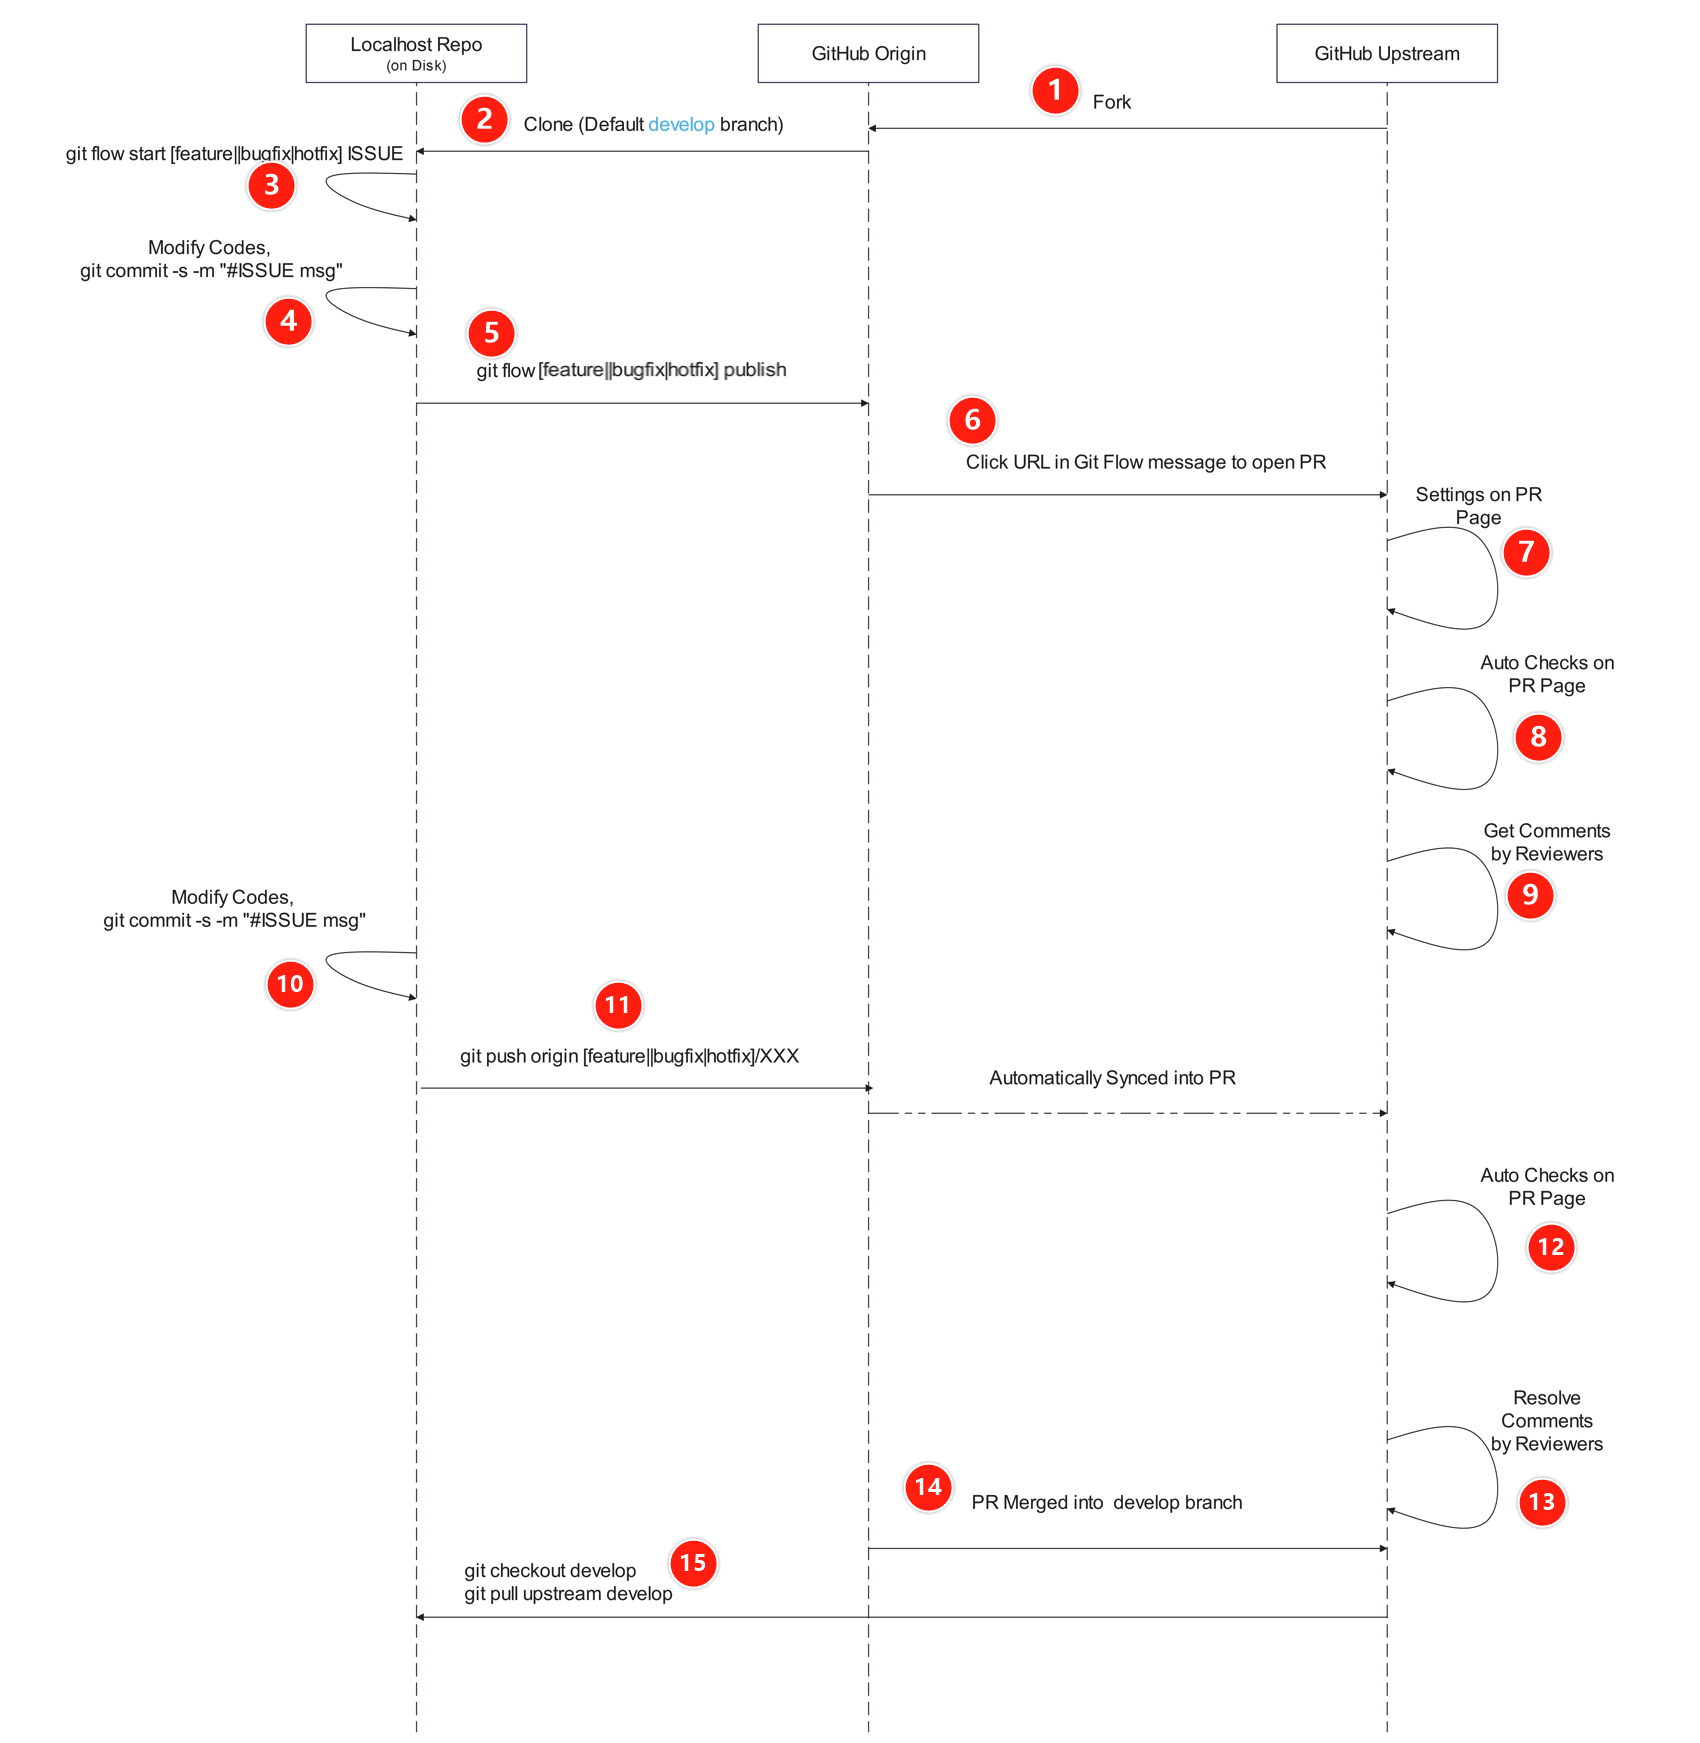 Localhost Repo
(on Disk)
GitHub Origin
GitHub Upstream
1
Fork
2
Clone (Default develop branch)
git flow start [feature||bugfix|hotfix] ISSUE
3
Modify Codes,
git commit -s -m "#ISSUE msg"
4
5
git flow [feature||bugfix|hotfix] publish
6
Click URL in Git Flow message to open PR
Settings on PR
Page
7
Auto Checks on
PR Page
8
Get Comments
by Reviewers
9
Modify Codes,
git commit -s -m "#ISSUE msg"
10
11
git push origin [feature||bugfix|hotfix]/XXX
Automatically Synced into PR
Auto Checks on
PR Page
12
Resolve
Comments
by Reviewers
13
14
PR Merged into  develop branch
15
git checkout develop
git pull upstream develop